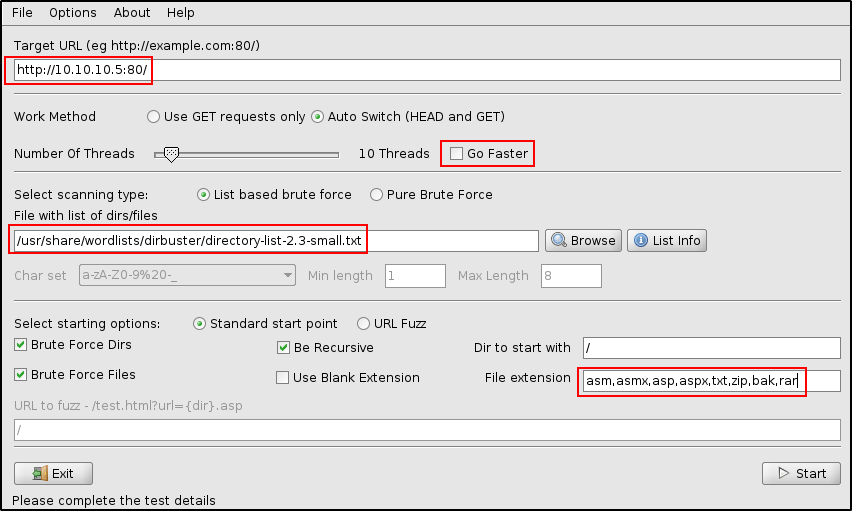 File Options About Help
Target URL (eg http://example.com:80/)
http://10.10.10.5:80/
Work Method Use GET requests only Auto Switch (HEAD and GET)
Number Of Threads 10 Threads Go Faster
Select scanning type: List based brute force Pure Brute Force
File with list of dirs/files
/usr/share/wordlists/dirbuster/directory-list-2.3-small.txt Browse List Info
Char set a-zA-Z0-9%20-_ Min length 1 Max Length 8
Select starting options: Standard start point URL Fuzz
Brute Force Dirs Be Recursive Dir to start with /
Brute Force Files Use Blank Extension File extension asm,asmx,asp,aspx,txt,zip,bak,rar
URL to fuzz - /test.html?url={dir}.asp
/
Exit Start
Please complete the test details